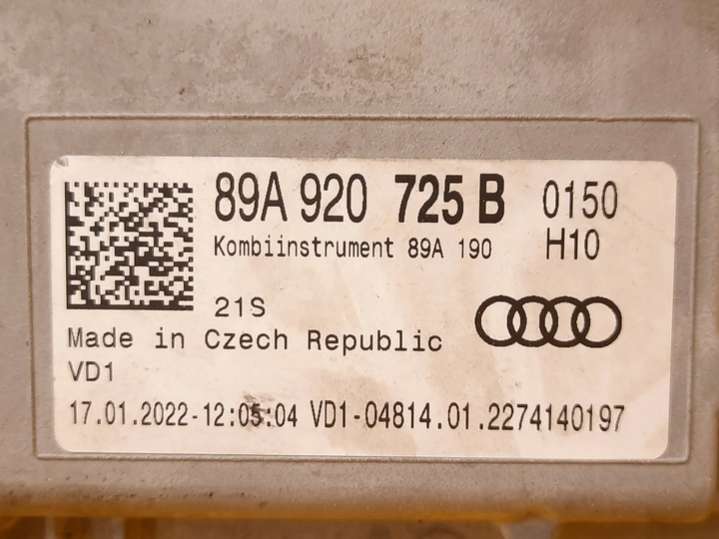 89A 920 725 B 0150
Kombiinstrument 89A 190 H10
21S
Made in Czech Republic
VD1
17.01.2022-12:05:04 VD1-04814.01.2274140197